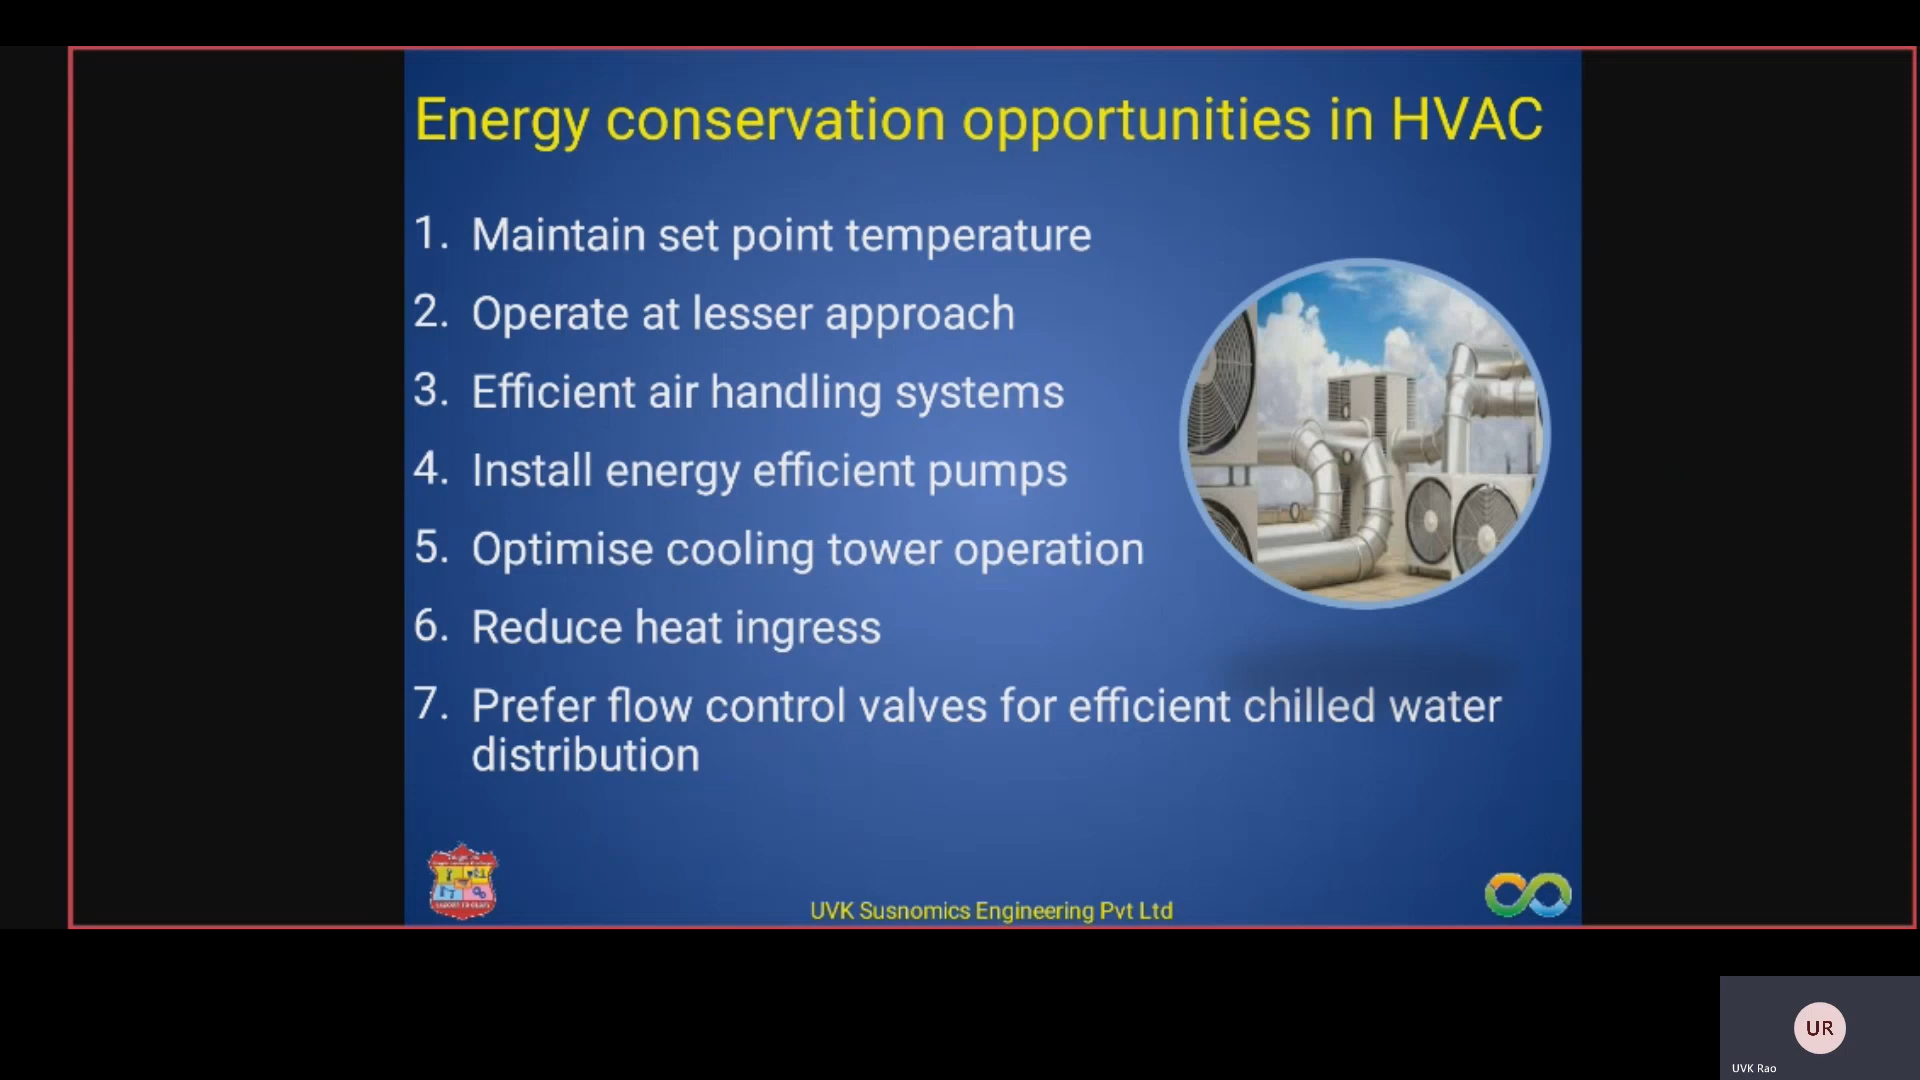 Energy conservation opportunities in HVAC
1. Maintain set point temperature
2. Operate at lesser approach
3. Efficient air handling systems
4. Install energy efficient pumps
5. Optimise cooling tower operation
6. Reduce heat ingress
7. Prefer flow control valves for efficient chilled water
distribution
UVK Susnomics Engineering Pvt Ltd
UR
UVK Rao